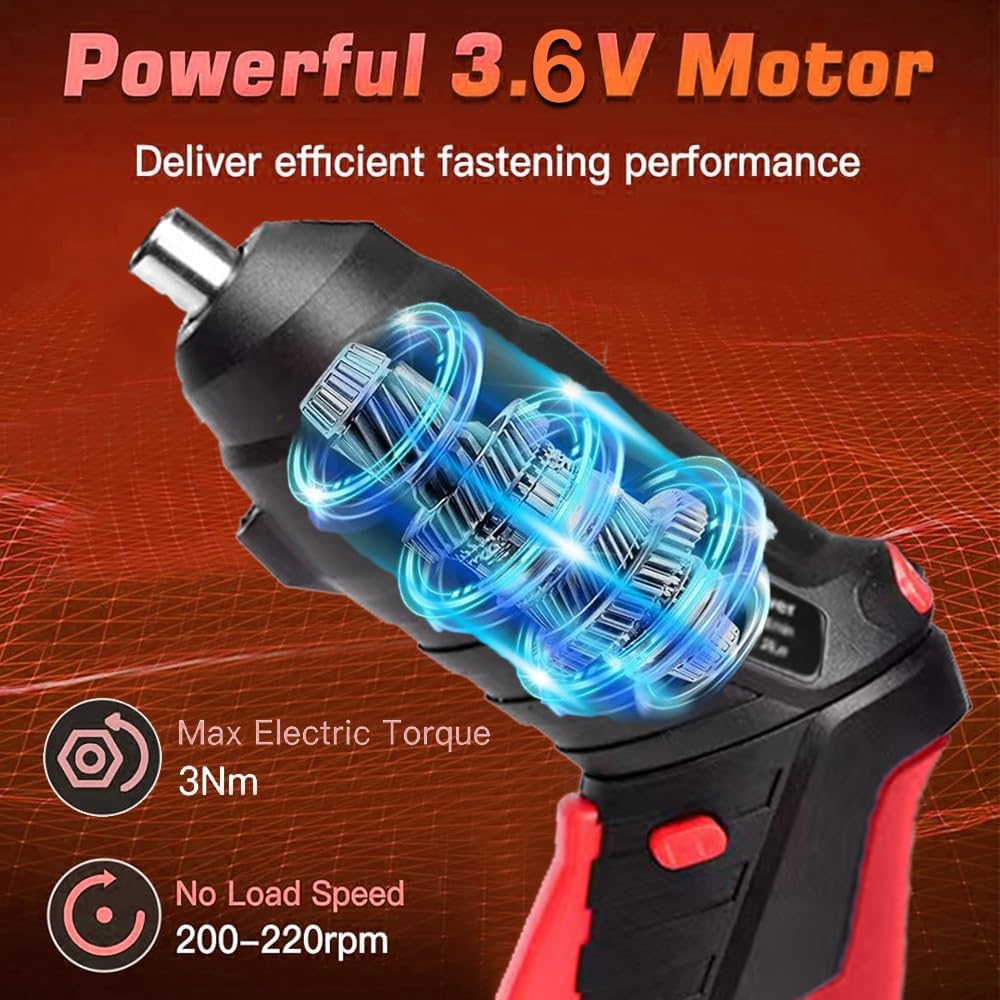 Powerful 3.6V Motor
Deliver efficient fastening performance
Max Electric Torque
3Nm
No Load Speed
200-220rpm